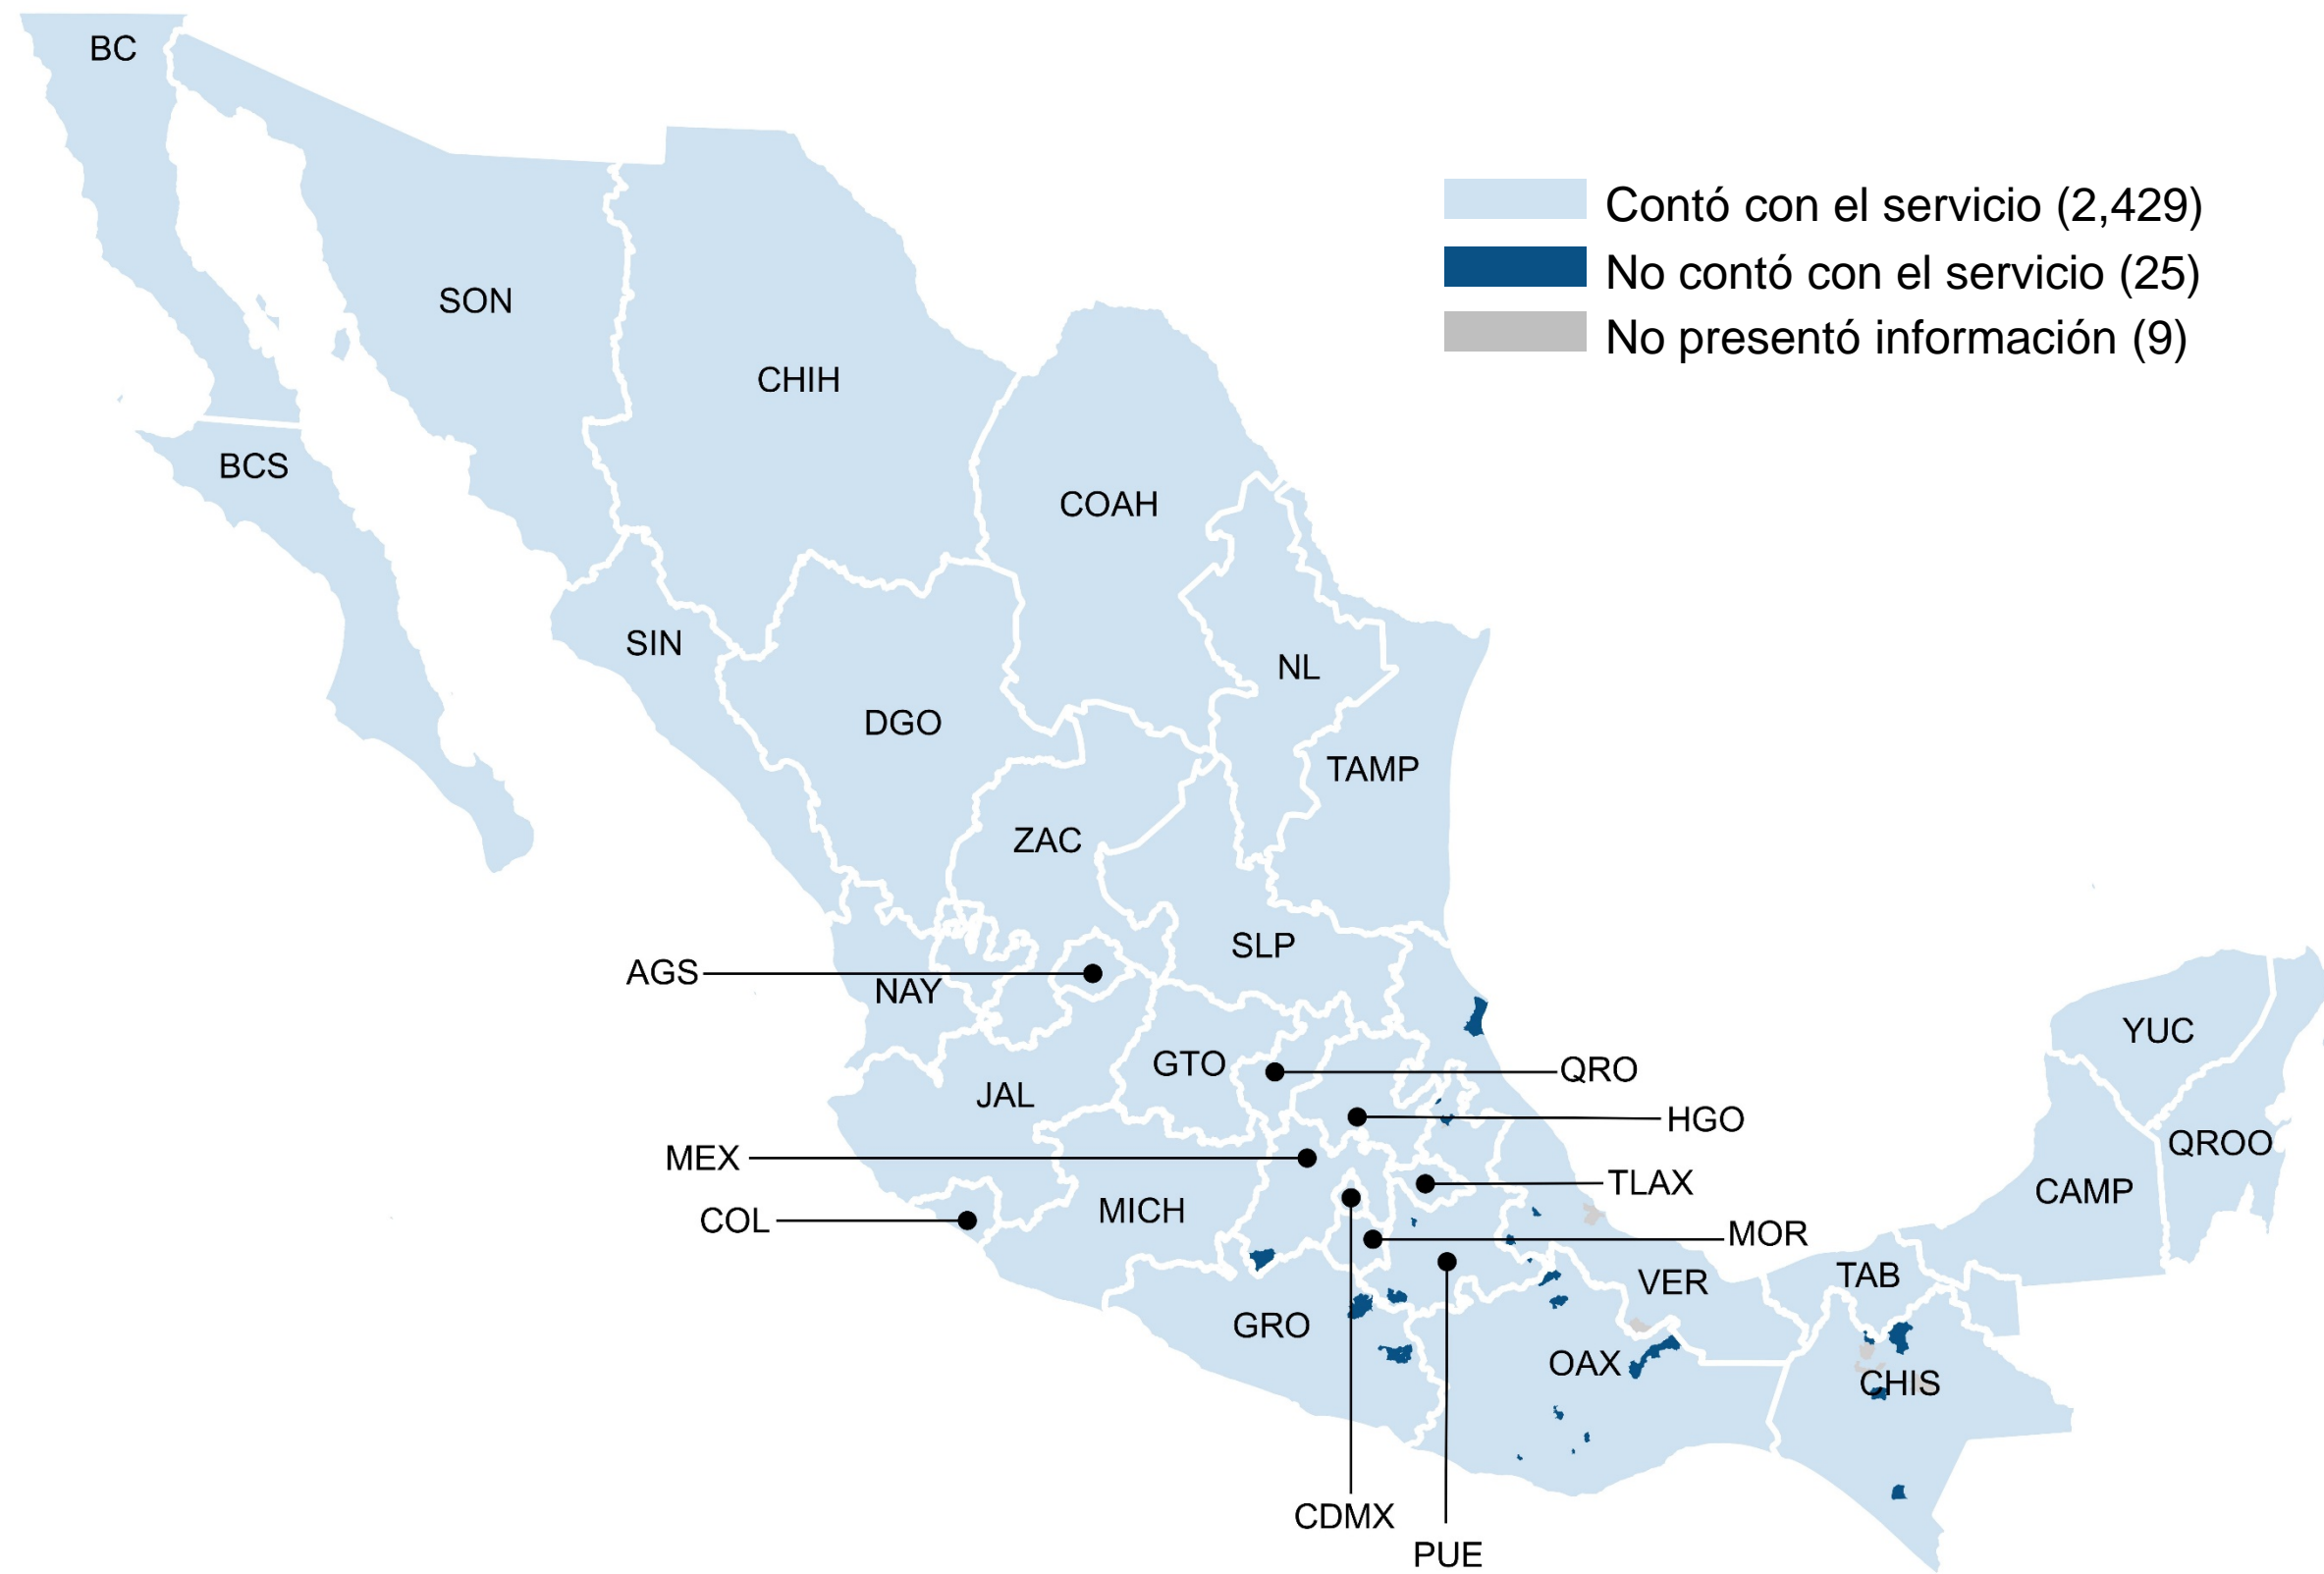 BC
Contó con el servicio (2,429)
No contó con el servicio (25)
SON
No presentó información (9)
CHIH
BCS
COAH
SIN
NL
DGO
TAMP
ZAC
SLP
AGS
NAY
YUC
GTO
QRO
JAL
HGO
QROO
MEX
TLAX
CAMP
MICH
COL
MOR
TAB
VER
GRO
OAX
CHIS
CDMX
PUE